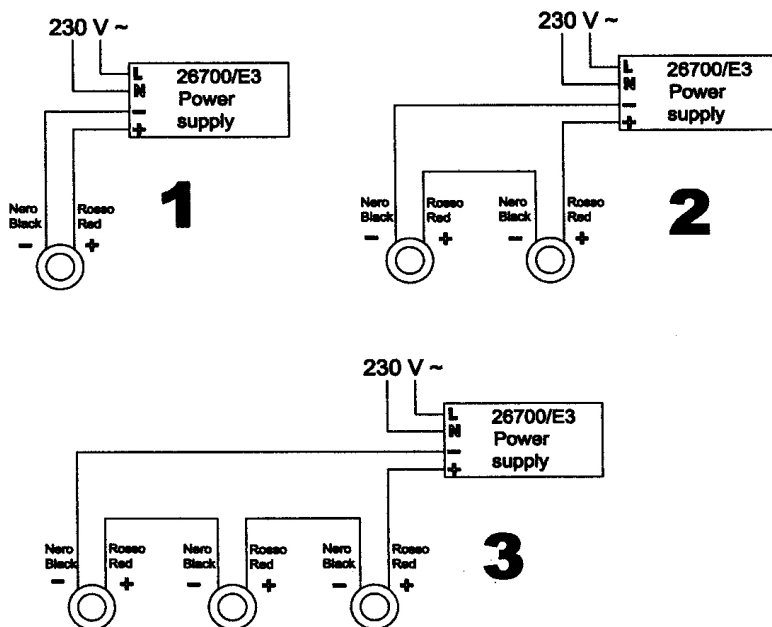 230 V ~
L
N
−
+
26700/E3
Power
supply
Nero
Black
−
Rosso
Red
+
1
230 V ~
L
N
−
+
26700/E3
Power
supply
Nero
Black
−
Rosso
Red
+
Nero
Black
−
Rosso
Red
+
2
230 V ~
L
N
−
+
26700/E3
Power
supply
Nero
Black
−
Rosso
Red
+
Nero
Black
−
Rosso
Red
+
Nero
Black
−
Rosso
Red
+
3